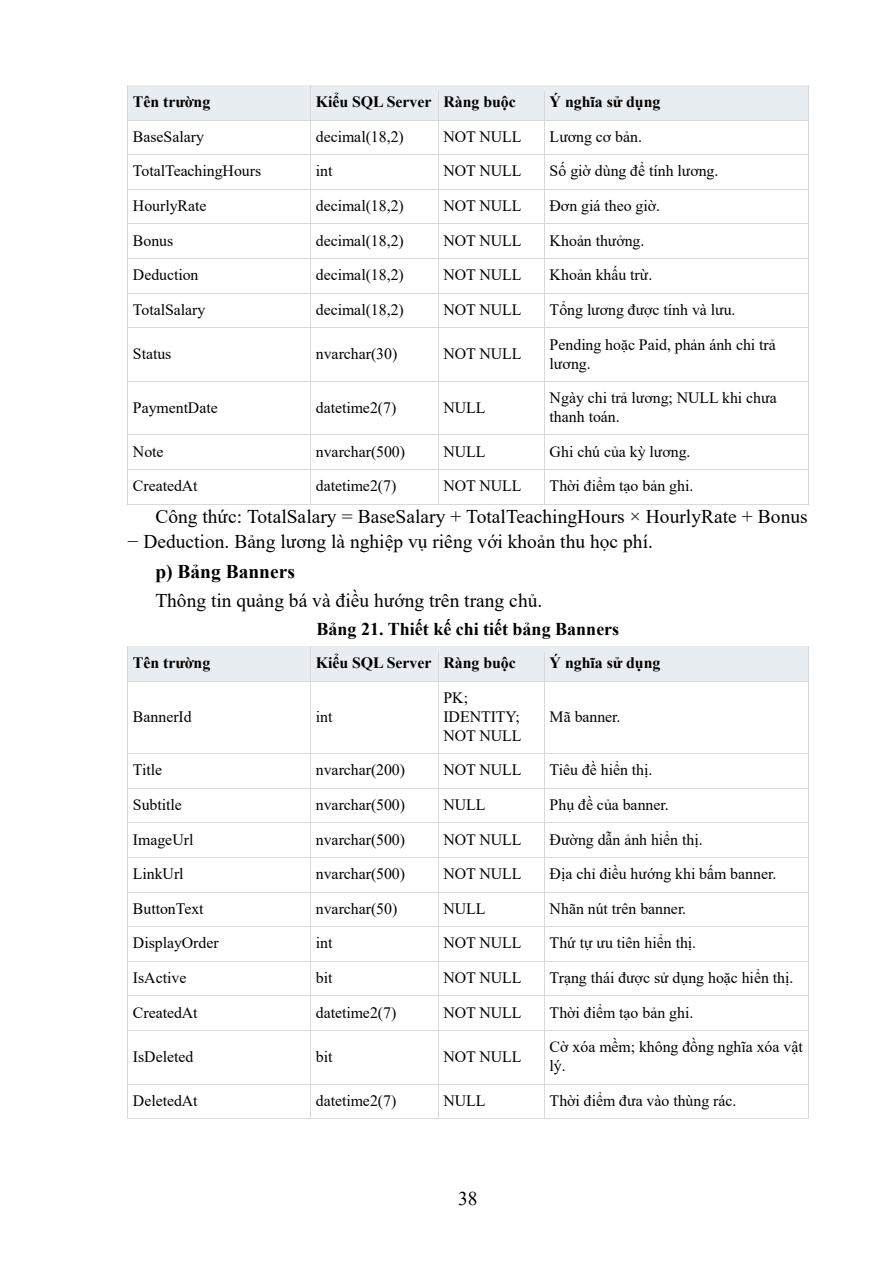 Tên trường Kiểu SQL Server Ràng buộc Ý nghĩa sử dụng
BaseSalary decimal(18,2) NOT NULL Lương cơ bản.
TotalTeachingHours int NOT NULL Số giờ dùng để tính lương.
HourlyRate decimal(18,2) NOT NULL Đơn giá theo giờ.
Bonus decimal(18,2) NOT NULL Khoản thưởng.
Deduction decimal(18,2) NOT NULL Khoản khấu trừ.
TotalSalary decimal(18,2) NOT NULL Tổng lương được tính và lưu.
Status nvarchar(30) NOT NULL Pending hoặc Paid, phản ánh chi trả
lương.
PaymentDate datetime2(7) NULL Ngày chi trả lương; NULL khi chưa
thanh toán.
Note nvarchar(500) NULL Ghi chú của kỳ lương.
CreatedAt datetime2(7) NOT NULL Thời điểm tạo bản ghi.
Công thức: TotalSalary = BaseSalary + TotalTeachingHours × HourlyRate + Bonus
− Deduction. Bảng lương là nghiệp vụ riêng với khoản thu học phí.
p) Bảng Banners
Thông tin quảng bá và điều hướng trên trang chủ.
Bảng 21. Thiết kế chi tiết bảng Banners
Tên trường Kiểu SQL Server Ràng buộc Ý nghĩa sử dụng
BannerId int PK;
IDENTITY;
NOT NULL Mã banner.
Title nvarchar(200) NOT NULL Tiêu đề hiển thị.
Subtitle nvarchar(500) NULL Phụ đề của banner.
ImageUrl nvarchar(500) NOT NULL Đường dẫn ảnh hiển thị.
LinkUrl nvarchar(500) NOT NULL Địa chỉ điều hướng khi bấm banner.
ButtonText nvarchar(50) NULL Nhãn nút trên banner.
DisplayOrder int NOT NULL Thứ tự ưu tiên hiển thị.
IsActive bit NOT NULL Trạng thái được sử dụng hoặc hiển thị.
CreatedAt datetime2(7) NOT NULL Thời điểm tạo bản ghi.
IsDeleted bit NOT NULL Cờ xóa mềm; không đồng nghĩa xóa vật
lý.
DeletedAt datetime2(7) NULL Thời điểm đưa vào thùng rác.
38